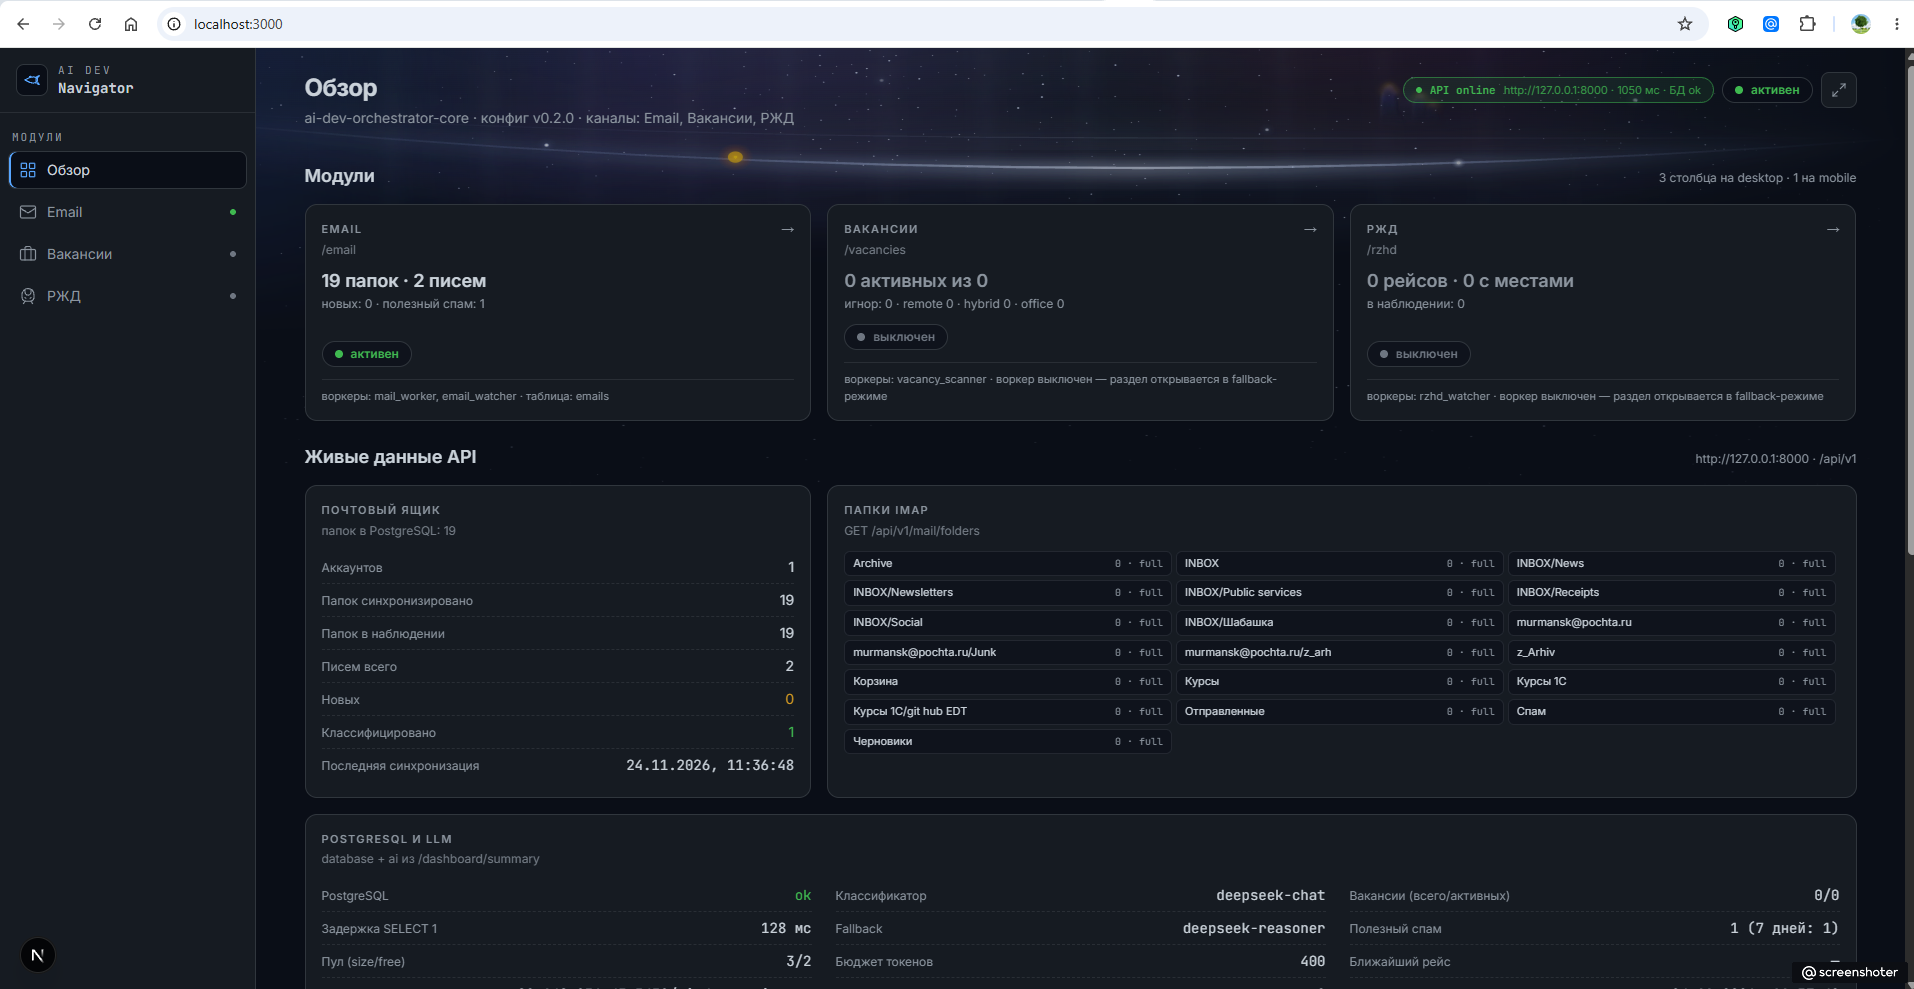 localhost:3000
AI DEV
Navigator
МОДУЛИ
Обзор
Email
Вакансии
РЖД
Обзор
ai-dev-orchestrator-core · конфиг v0.2.0 · каналы: Email, Вакансии, РЖД
API online http://127.0.0.1:8000 · 1050 мс · БД ok
активен
Модули
3 столбца на desktop · 1 на mobile
EMAIL →
/email
19 папок · 2 писем
новых: 0 · полезный спам: 1
активен
воркеры: mail_worker, email_watcher · таблица: emails
ВАКАНСИИ →
/vacancies
0 активных из 0
игнор: 0 · remote 0 · hybrid 0 · office 0
выключен
воркеры: vacancy_scanner · воркер выключен — раздел открывается в fallback-
режиме
РЖД →
/rzhd
0 рейсов · 0 с местами
в наблюдении: 0
выключен
воркеры: rzhd_watcher · воркер выключен — раздел открывается в fallback-режиме
Живые данные API
http://127.0.0.1:8000 · /api/v1
ПОЧТОВЫЙ ЯЩИК
папок в PostgreSQL: 19
Аккаунтов 1
Папок синхронизировано 19
Папок в наблюдении 19
Писем всего 2
Новых 0
Классифицировано 1
Последняя синхронизация 24.11.2026, 11:36:48
ПАПКИ IMAP
GET /api/v1/mail/folders
Archive 0 · full INBOX 0 · full INBOX/News 0 · full
INBOX/Newsletters 0 · full INBOX/Public services 0 · full INBOX/Receipts 0 · full
INBOX/Social 0 · full INBOX/Шабашка 0 · full murmansk@pochta.ru 0 · full
murmansk@pochta.ru/Junk 0 · full murmansk@pochta.ru/z_arh 0 · full z_Arhiv 0 · full
Корзина 0 · full Курсы 0 · full Курсы 1С 0 · full
Курсы 1С/git hub EDT 0 · full Отправленные 0 · full Спам 0 · full
Черновики 0 · full
POSTGRESQL И LLM
database + ai из /dashboard/summary
PostgreSQL ok Классификатор deepseek-chat Вакансии (всего/активных) 0/0
Задержка SELECT 1 128 мс Fallback deepseek-reasoner Полезный спам 1 (7 дней: 1)
Пул (size/free) 3/2 Бюджет токенов 400 Ближайший рейс —
N
@screenshoter